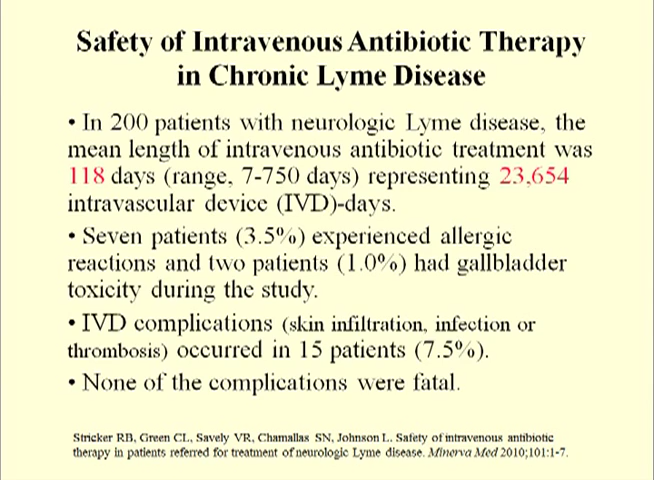 Safety of Intravenous Antibiotic Therapy
in Chronic Lyme Disease
• In 200 patients with neurologic Lyme disease, the
mean length of intravenous antibiotic treatment was
118 days (range, 7-750 days) representing 23,654
intravascular device (IVD)-days.
• Seven patients (3.5%) experienced allergic
reactions and two patients (1.0%) had gallbladder
toxicity during the study.
• IVD complications (skin infiltration, infection or
thrombosis) occurred in 15 patients (7.5%).
• None of the complications were fatal.
Stricker RB, Green CL, Savely VR, Chamallas SN, Johnson L. Safety of intravenous antibiotic
therapy in patients referred for treatment of neurologic Lyme disease. Minerva Med 2010;101:1-7.